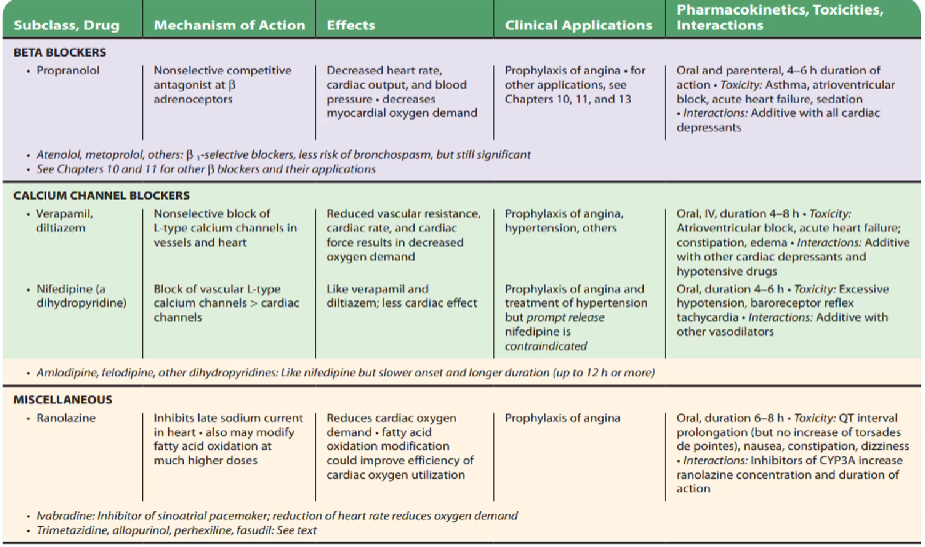 Subclass, Drug
Mechanism of Action
Effects
Clinical Applications
Pharmacokinetics, Toxicities,
Interactions
BETA BLOCKERS
• Propranolol
Nonselective competitive
antagonist at β
adrenoceptors
Decreased heart rate,
cardiac output, and blood
pressure • decreases
myocardial oxygen demand
Prophylaxis of angina • for
other applications, see
Chapters 10, 11, and 13
Oral and parenteral, 4–6 h duration of
action • Toxicity: Asthma, atrioventricular
block, acute heart failure, sedation
• Interactions: Additive with all cardiac
depressants
• Atenolol, metoprolol, others: β1-selective blockers, less risk of bronchospasm, but still significant
• See Chapters 10 and 11 for other β blockers and their applications
CALCIUM CHANNEL BLOCKERS
• Verapamil,
diltiazem
Nonselective block of
L-type calcium channels in
vessels and heart
Reduced vascular resistance,
cardiac rate, and cardiac
force results in decreased
oxygen demand
Prophylaxis of angina,
hypertension, others
Oral, IV, duration 4–8 h • Toxicity:
Atrioventricular block, acute heart failure;
constipation, edema • Interactions: Additive
with other cardiac depressants and
hypotensive drugs
• Nifedipine (a
dihydropyridine)
Block of vascular L-type
calcium channels > cardiac
channels
Like verapamil and
diltiazem; less cardiac effect
Prophylaxis of angina and
treatment of hypertension
but prompt release
nifedipine is
contraindicated
Oral, duration 4–6 h • Toxicity: Excessive
hypotension, baroreceptor reflex
tachycardia • Interactions: Additive with
other vasodilators
• Amlodipine, felodipine, other dihydropyridines: Like nifedipine but slower onset and longer duration (up to 12 h or more)
MISCELLANEOUS
• Ranolazine
Inhibits late sodium current
in heart • also may modify
fatty acid oxidation at
much higher doses
Reduces cardiac oxygen
demand • fatty acid
oxidation modification
could improve efficiency of
cardiac oxygen utilization
Prophylaxis of angina
Oral, duration 6–8 h • Toxicity: QT interval
prolongation (but no increase of torsades
de pointes), nausea, constipation, dizziness
• Interactions: Inhibitors of CYP3A increase
ranolazine concentration and duration of
action
• Ivabradine: Inhibitor of sinoatrial pacemaker; reduction of heart rate reduces oxygen demand
• Trimetazidine, allopurinol, perhexiline, fasudil: See text